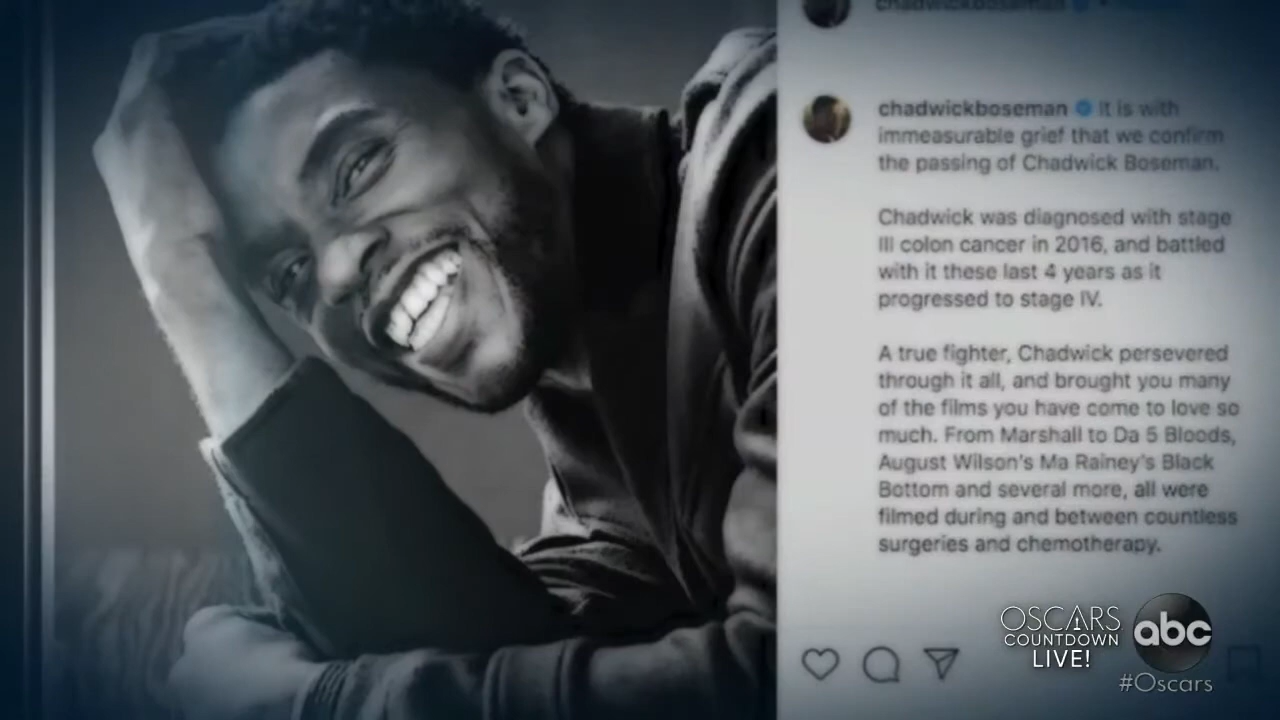 chadwickboseman
chadwickboseman It is with
immeasurable grief that we confirm
the passing of Chadwick Boseman.
Chadwick was diagnosed with stage
III colon cancer in 2016, and battled
with it these last 4 years as it
progressed to stage IV.
A true fighter, Chadwick persevered
through it all, and brought you many
of the films you have come to love so
much. From Marshall to Da 5 Bloods,
August Wilson's Ma Rainey's Black
Bottom and several more, all were
filmed during and between countless
surgeries and chemotherapy.
OSCARS
COUNTDOWN
LIVE!
abc
#Oscars